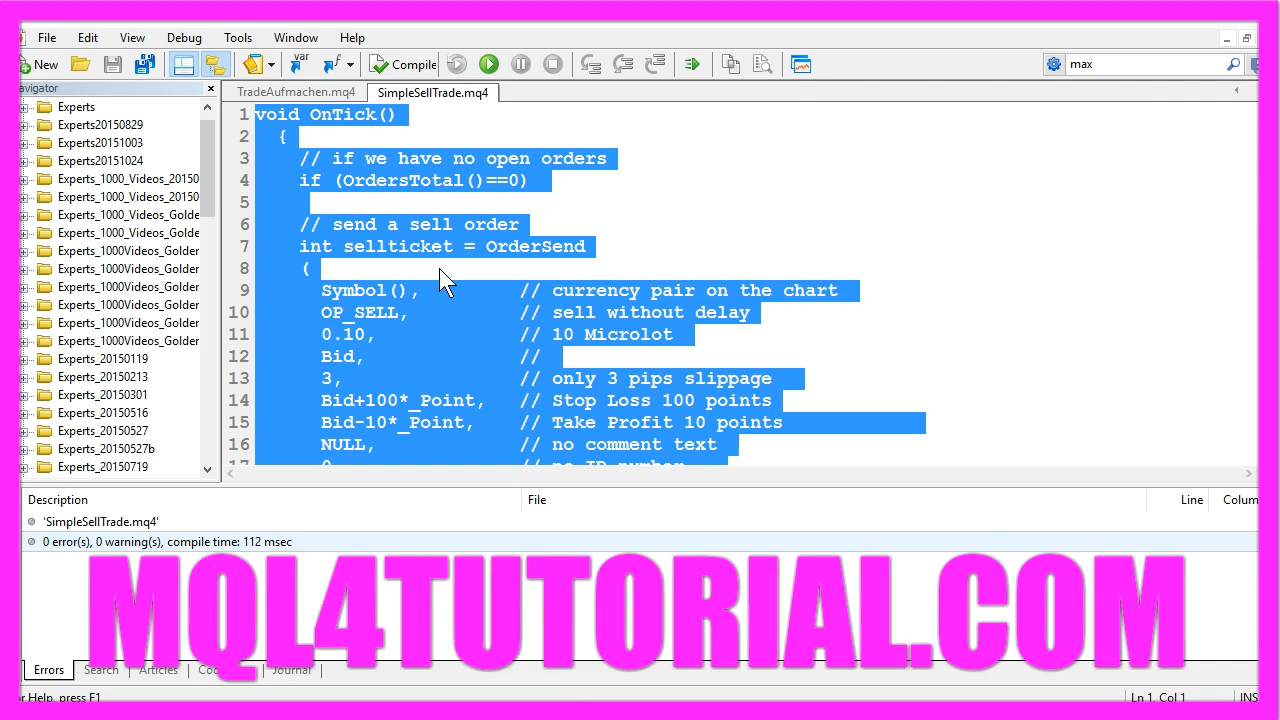 File Edit View Debug Tools Window Help
New Compile max
Navigator
TradeAufmachen.mq4 SimpleSellTrade.mq4
Experts
Experts20150829
Experts20151003
Experts20151024
Experts_1000_Videos_20150
Experts_1000_Videos_20150
Experts_1000_Videos_Golde
Experts_1000_Videos_Golde
Experts_1000Videos_Golder
Experts_1000Videos_Golder
Experts_1000Videos_Golder
Experts_1000Videos_Golder
Experts_1000Videos_Golder
Experts_1000Videos_Golder
Experts_20150119
Experts_20150213
Experts_20150301
Experts_20150516
Experts_20150527
Experts_20150527b
Experts_20150719
1 void OnTick()
2 {
3 // if we have no open orders
4 if (OrdersTotal()==0)
5
6 // send a sell order
7 int sellticket = OrderSend
8 (
9 Symbol(), // currency pair on the chart
10 OP_SELL, // sell without delay
11 0.10, // 10 Microlot
12 Bid, //
13 3, // only 3 pips slippage
14 Bid+100*_Point, // Stop Loss 100 points
15 Bid-10*_Point, // Take Profit 10 points
16 NULL, // no comment text
17 0, // no ID number
Description File Line Colum
'SimpleSellTrade.mq4'
0 error(s), 0 warning(s), compile time: 112 msec
MQL4TUTORIAL.COM
Errors Search Articles Journal
Help, press F1 Ln 1, Col 1 INS